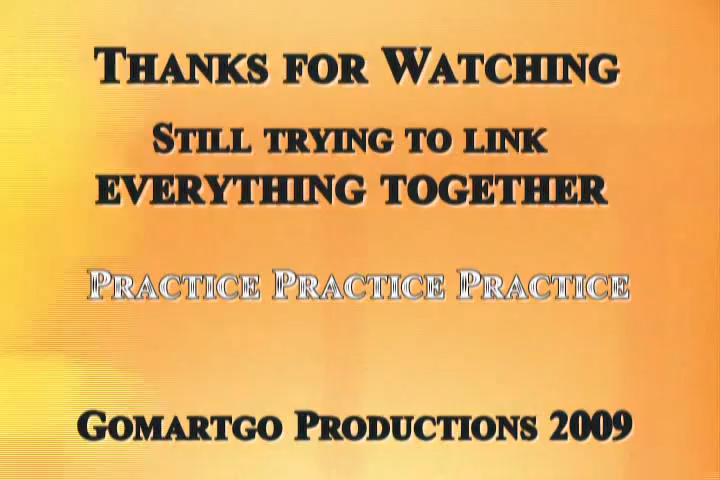 Thanks for Watching
Still trying to link
EVERYTHING TOGETHER
Practice Practice Practice
Gomartgo Productions 2009